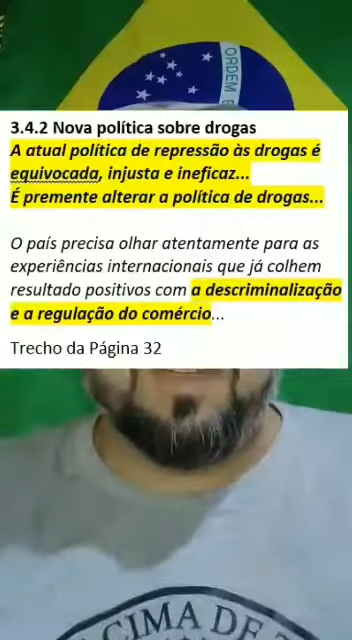 ORDEM E
3.4.2 Nova política sobre drogas
A atual política de repressão às drogas é
equivocada, injusta e ineficaz...
É premente alterar a política de drogas...
O país precisa olhar atentamente para as
experiências internacionais que já colhem
resultado positivos com a descriminalização
e a regulação do comércio...
Trecho da Página 32
ACIMA DE